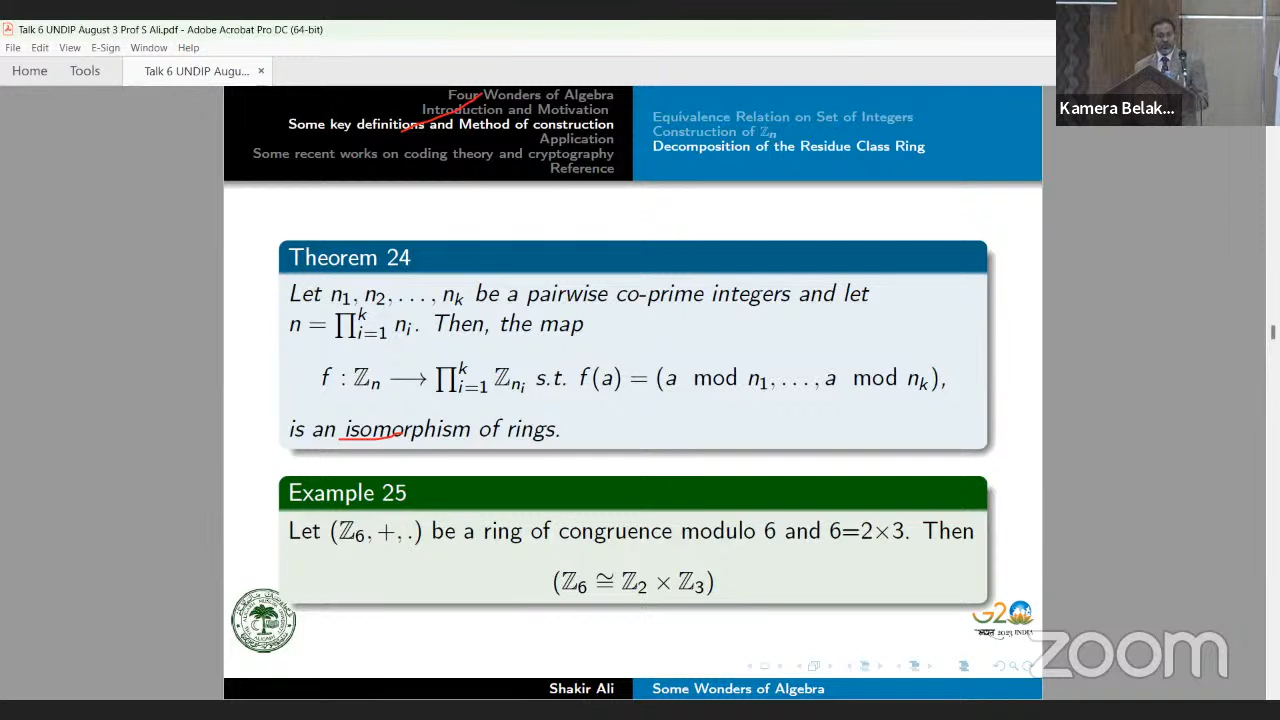 Talk 6 UNDIP August 3 Prof S Ali.pdf - Adobe Acrobat Pro DC (64-bit)
File Edit View E-Sign Window Help
Home Tools Talk 6 UNDIP Augu... ×
Kamera Belak...
Four Wonders of Algebra
Introduction and Motivation
Some key definitions and Method of construction
Application
Some recent works on coding theory and cryptography
Reference
Equivalence Relation on Set of Integers
Construction of ℤₙ
Decomposition of the Residue Class Ring
Theorem 24
Let n₁, n₂, . . . , nₖ be a pairwise co-prime integers and let
n = ∏ᵏᵢ₌₁ nᵢ. Then, the map
f : ℤₙ ⟶ ∏ᵏᵢ₌₁ ℤₙᵢ s.t. f(a) = (a mod n₁, . . . , a mod nₖ),
is an isomorphism of rings.
Example 25
Let (ℤ₆, +, .) be a ring of congruence modulo 6 and 6=2×3. Then
(ℤ₆ ≅ ℤ₂ × ℤ₃)
G20
2023 INDIA
zoom
Shakir Ali Some Wonders of Algebra